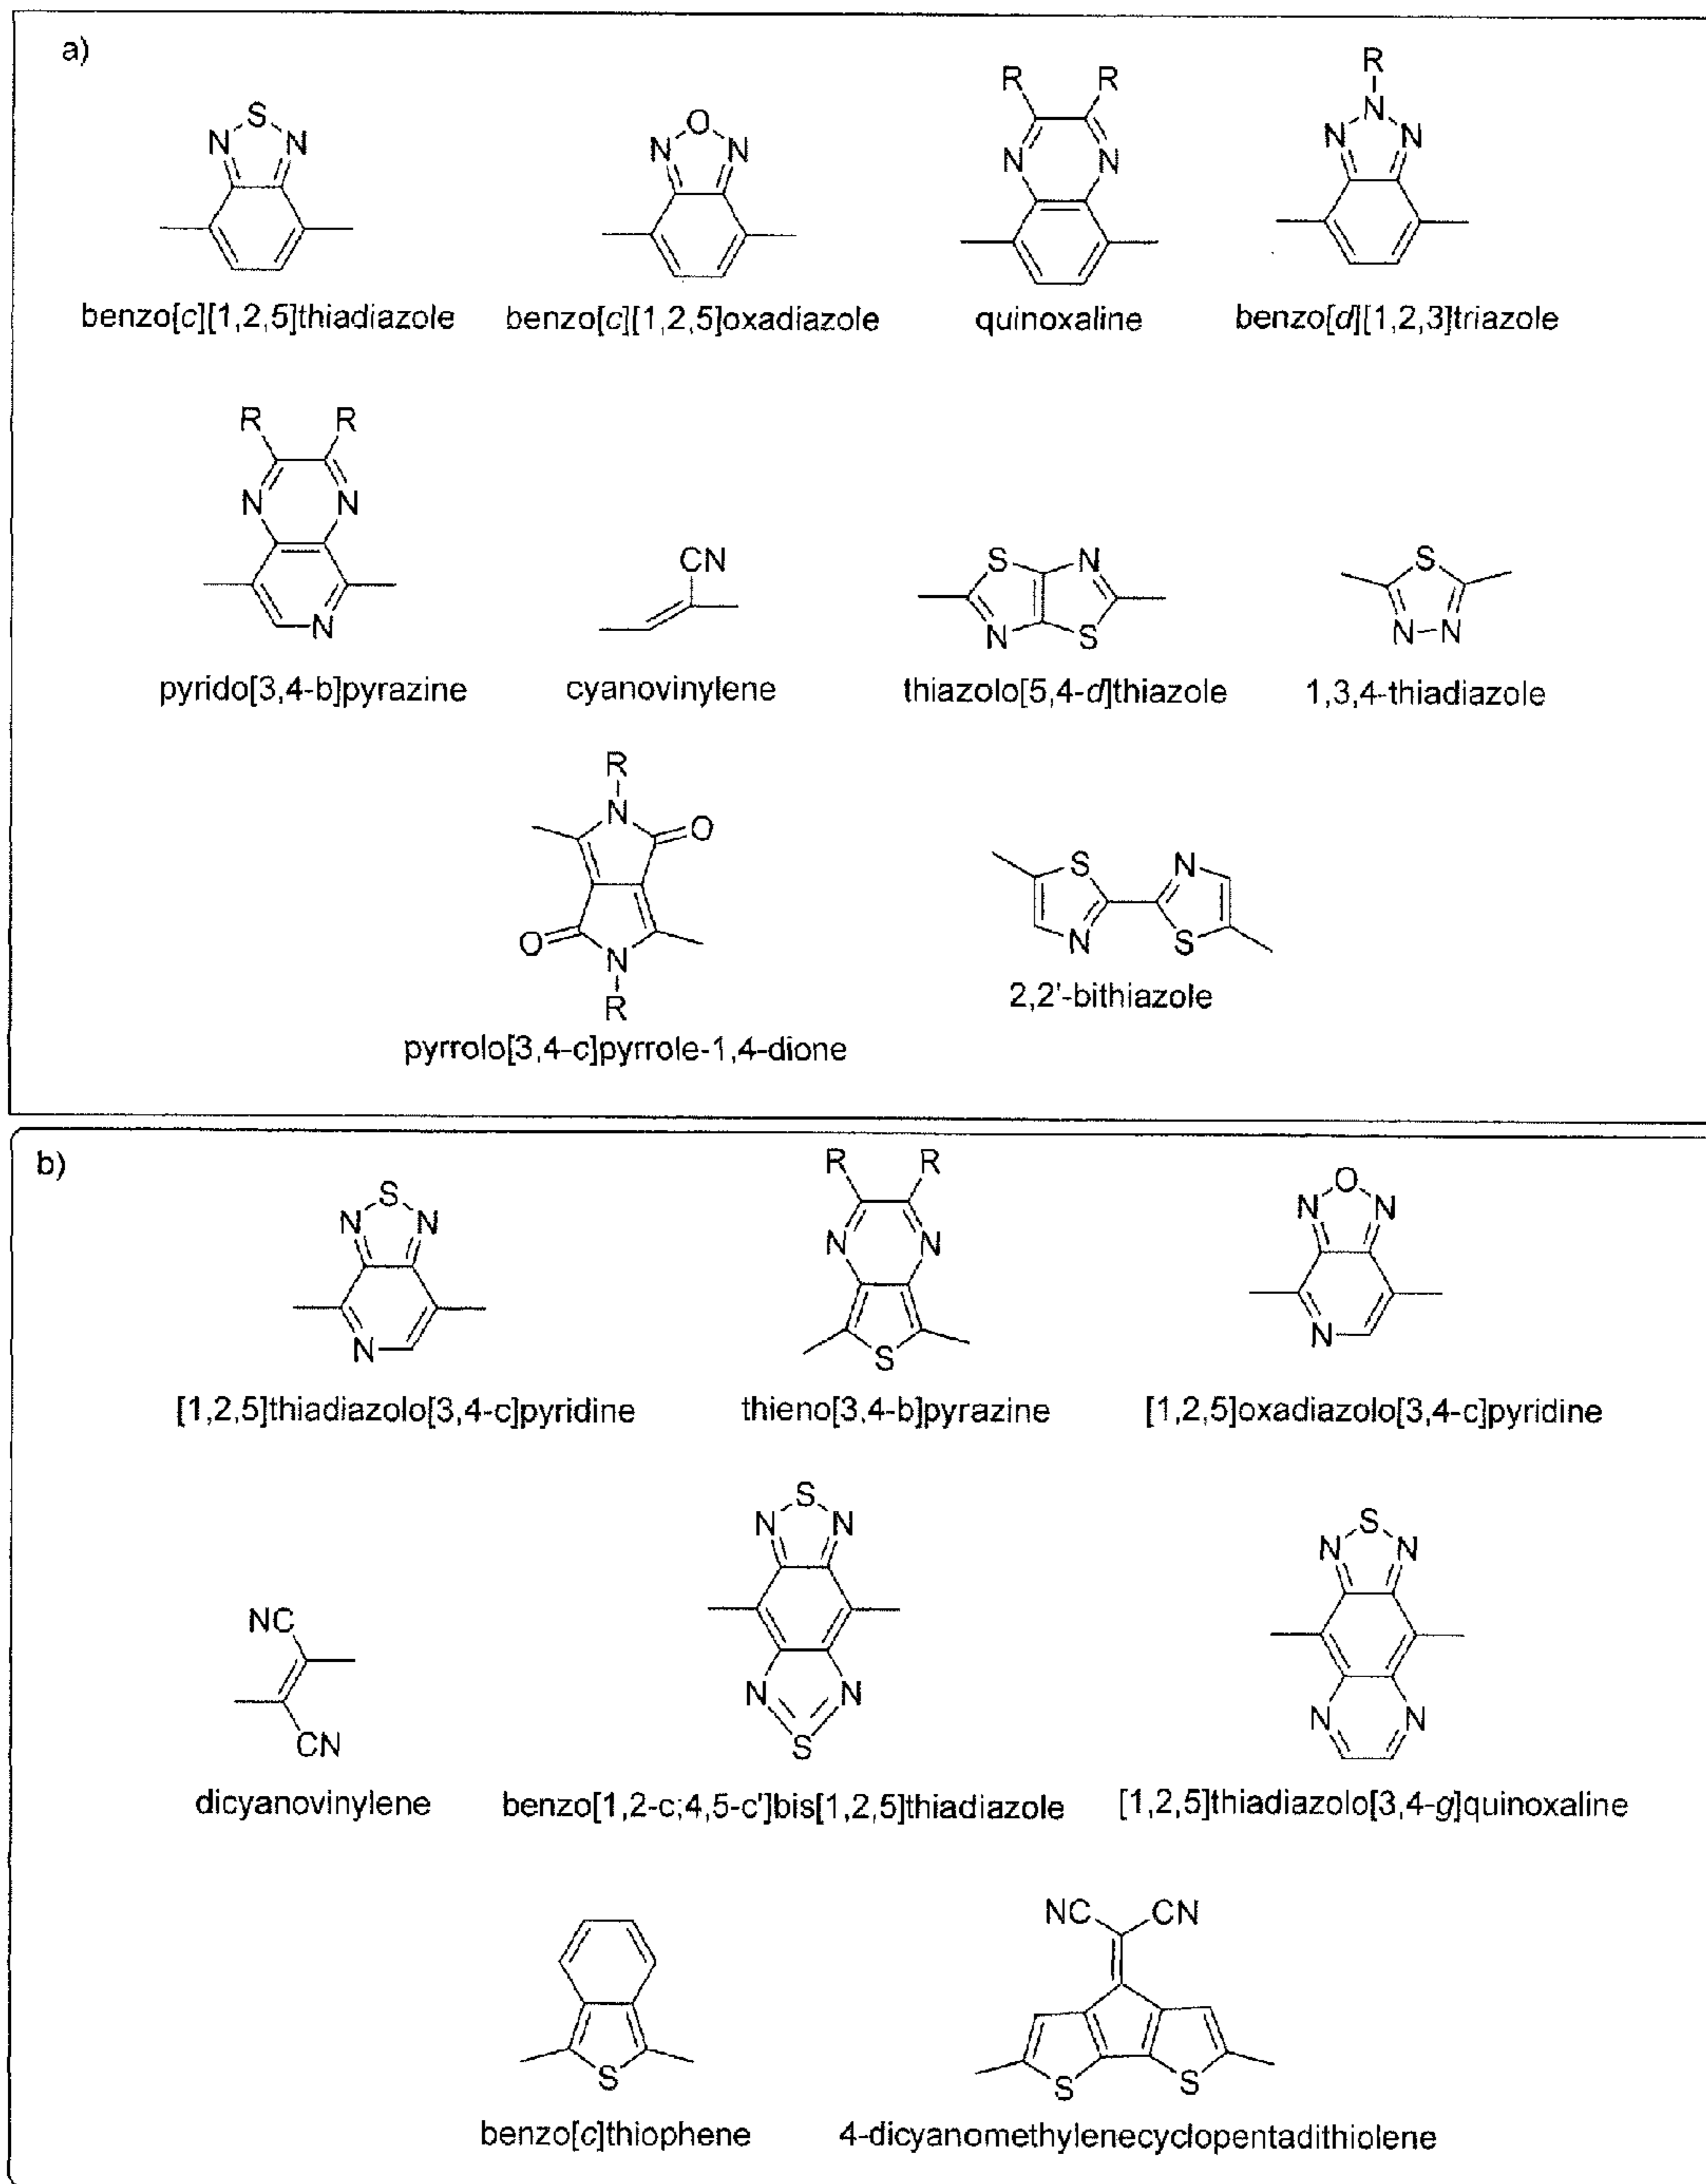 a)
S
N N
benzo[c][1,2,5]thiadiazole
O
N N
benzo[c][1,2,5]oxadiazole
R R
N N
quinoxaline
R
N
N N
benzo[d][1,2,3]triazole
R R
N N
N
pyrido[3,4-b]pyrazine
CN
cyanovinylene
S N
N S
thiazolo[5,4-d]thiazole
S
N N
1,3,4-thiadiazole
R
N
O
O
N
R
pyrrolo[3,4-c]pyrrole-1,4-dione
S N
N S
2,2'-bithiazole
b)
S
N N
N
[1,2,5]thiadiazolo[3,4-c]pyridine
R R
N N
S
thieno[3,4-b]pyrazine
O
N N
N
[1,2,5]oxadiazolo[3,4-c]pyridine
NC
CN
dicyanovinylene
S
N N
N N
S
benzo[1,2-c;4,5-c']bis[1,2,5]thiadiazole
S
N N
N N
[1,2,5]thiadiazolo[3,4-g]quinoxaline
S
benzo[c]thiophene
NC CN
S S
4-dicyanomethylenecyclopentadithiolene